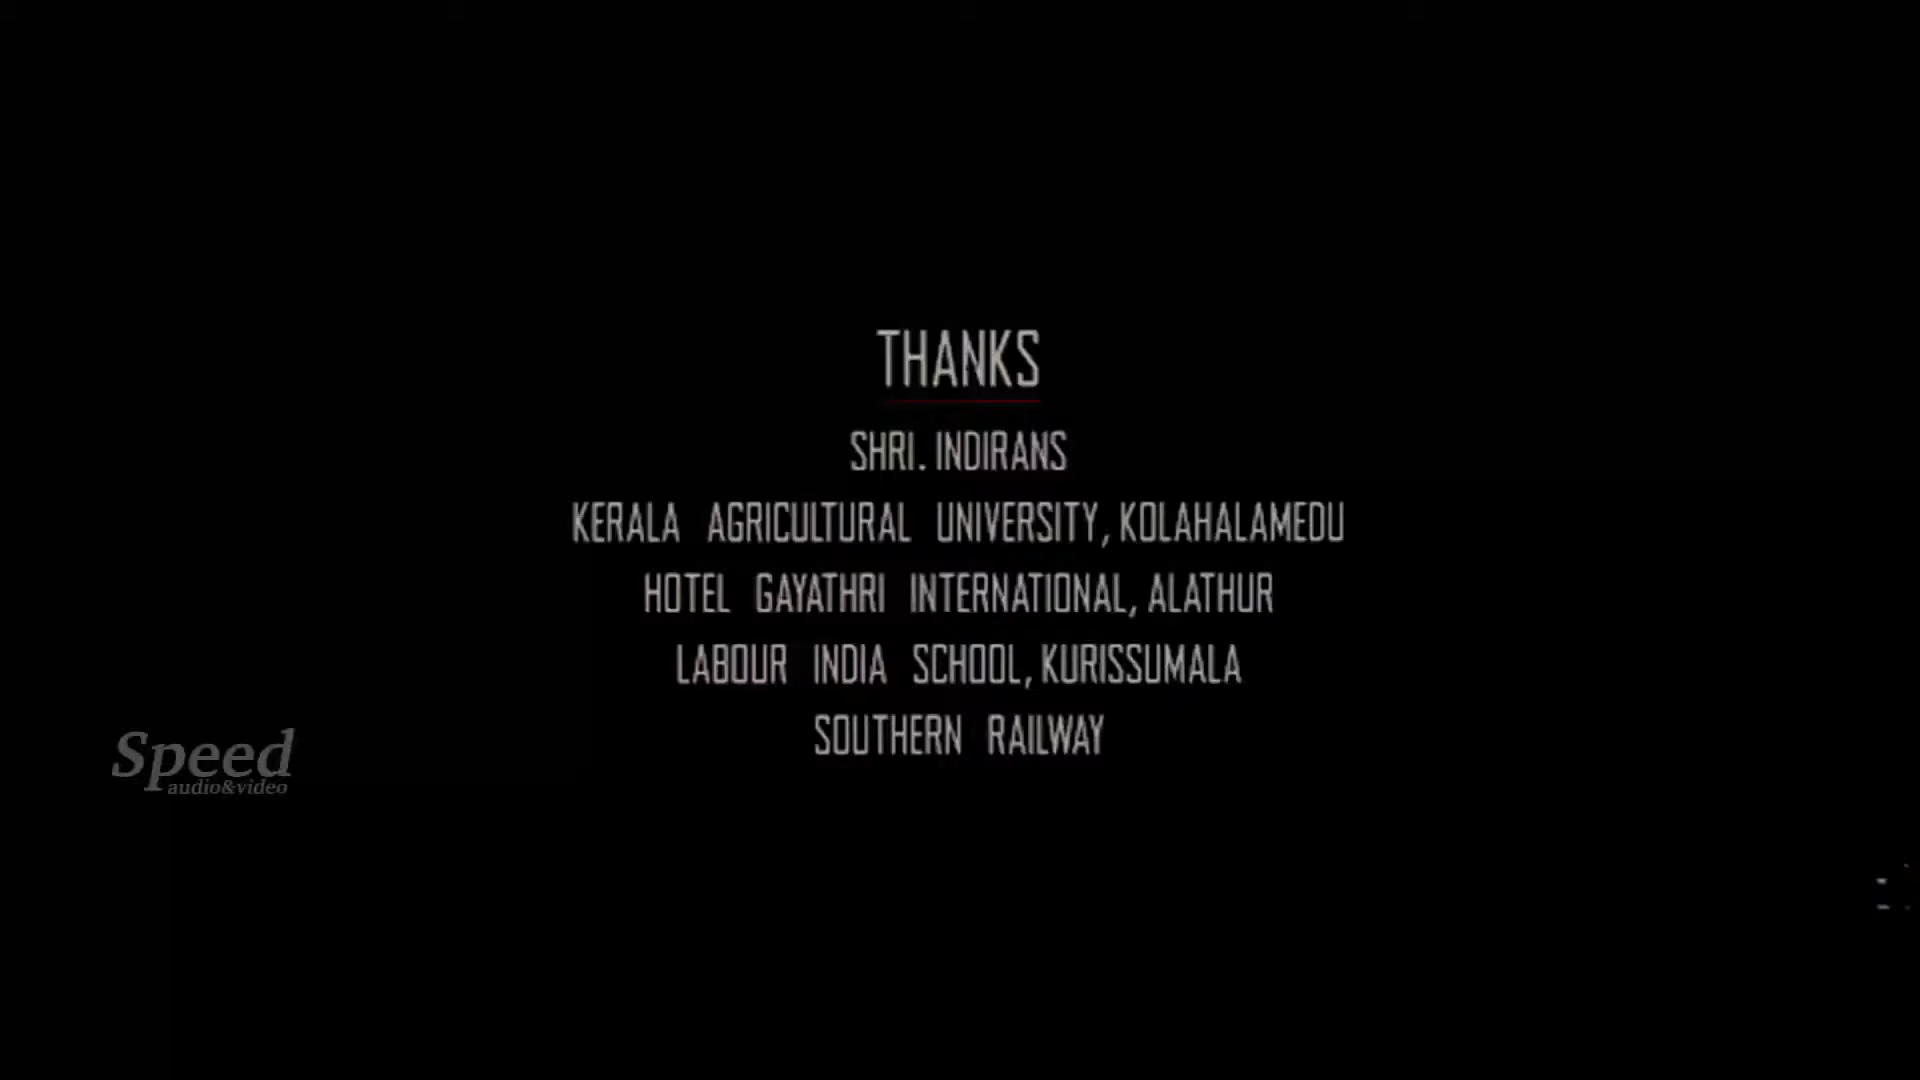 THANKS
SHRI. INDIRANS
KERALA AGRICULTURAL UNIVERSITY, KOLAHALAMEDU
HOTEL GAYATHRI INTERNATIONAL, ALATHUR
LABOUR INDIA SCHOOL, KURISSUMALA
SOUTHERN RAILWAY
Speed
audio&video